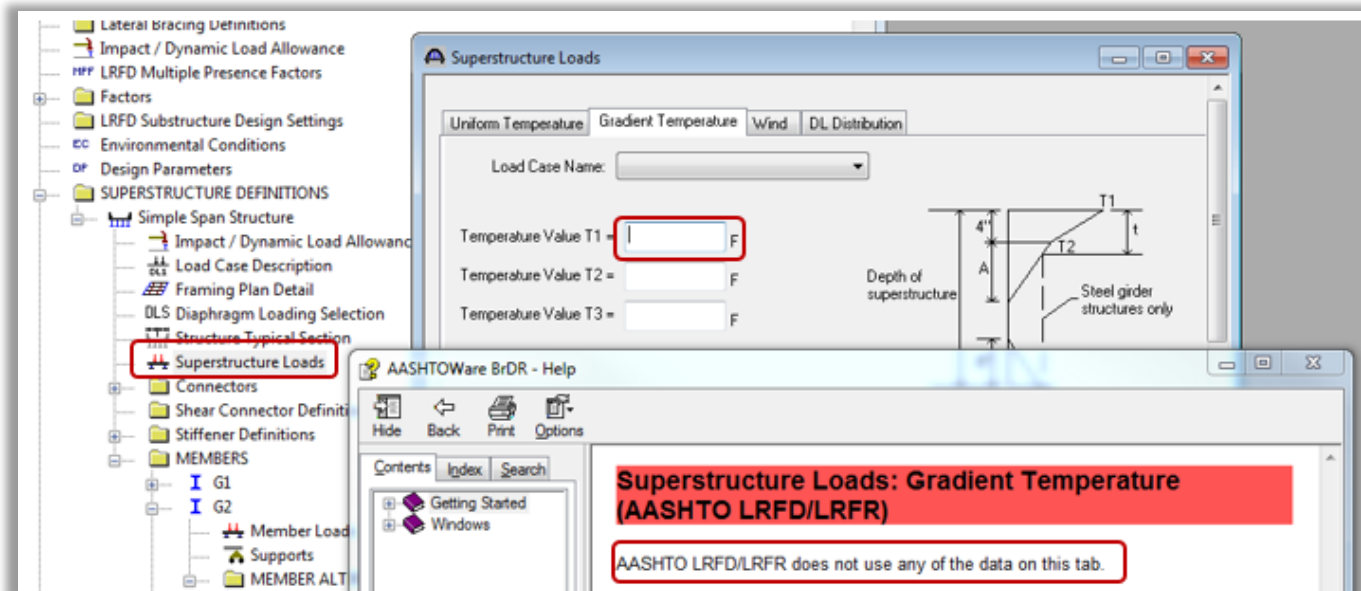 Lateral Bracing Definitions
Impact / Dynamic Load Allowance
MPF LRFD Multiple Presence Factors
Factors
LRFD Substructure Design Settings
EC Environmental Conditions
DP Design Parameters
SUPERSTRUCTURE DEFINITIONS
Simple Span Structure
Impact / Dynamic Load Allowanc
DLS Load Case Description
Framing Plan Detail
DLS Diaphragm Loading Selection
Structure Typical Section
Superstructure Loads
Connectors
Shear Connector Definiti
Stiffener Definitions
MEMBERS
G1
G2
Member Load
Supports
MEMBER ALT
Superstructure Loads
Uniform Temperature Gradient Temperature Wind DL Distribution
Load Case Name:
Temperature Value T1 = F
Temperature Value T2 = F
Temperature Value T3 = F
T1
4"
t
T2
A
Depth of
superstructure
Steel girder
structures only
AASHTOWare BrDR - Help
Hide Back Print Options
Contents Index Search
Getting Started
Windows
Superstructure Loads: Gradient Temperature
(AASHTO LRFD/LRFR)
AASHTO LRFD/LRFR does not use any of the data on this tab.